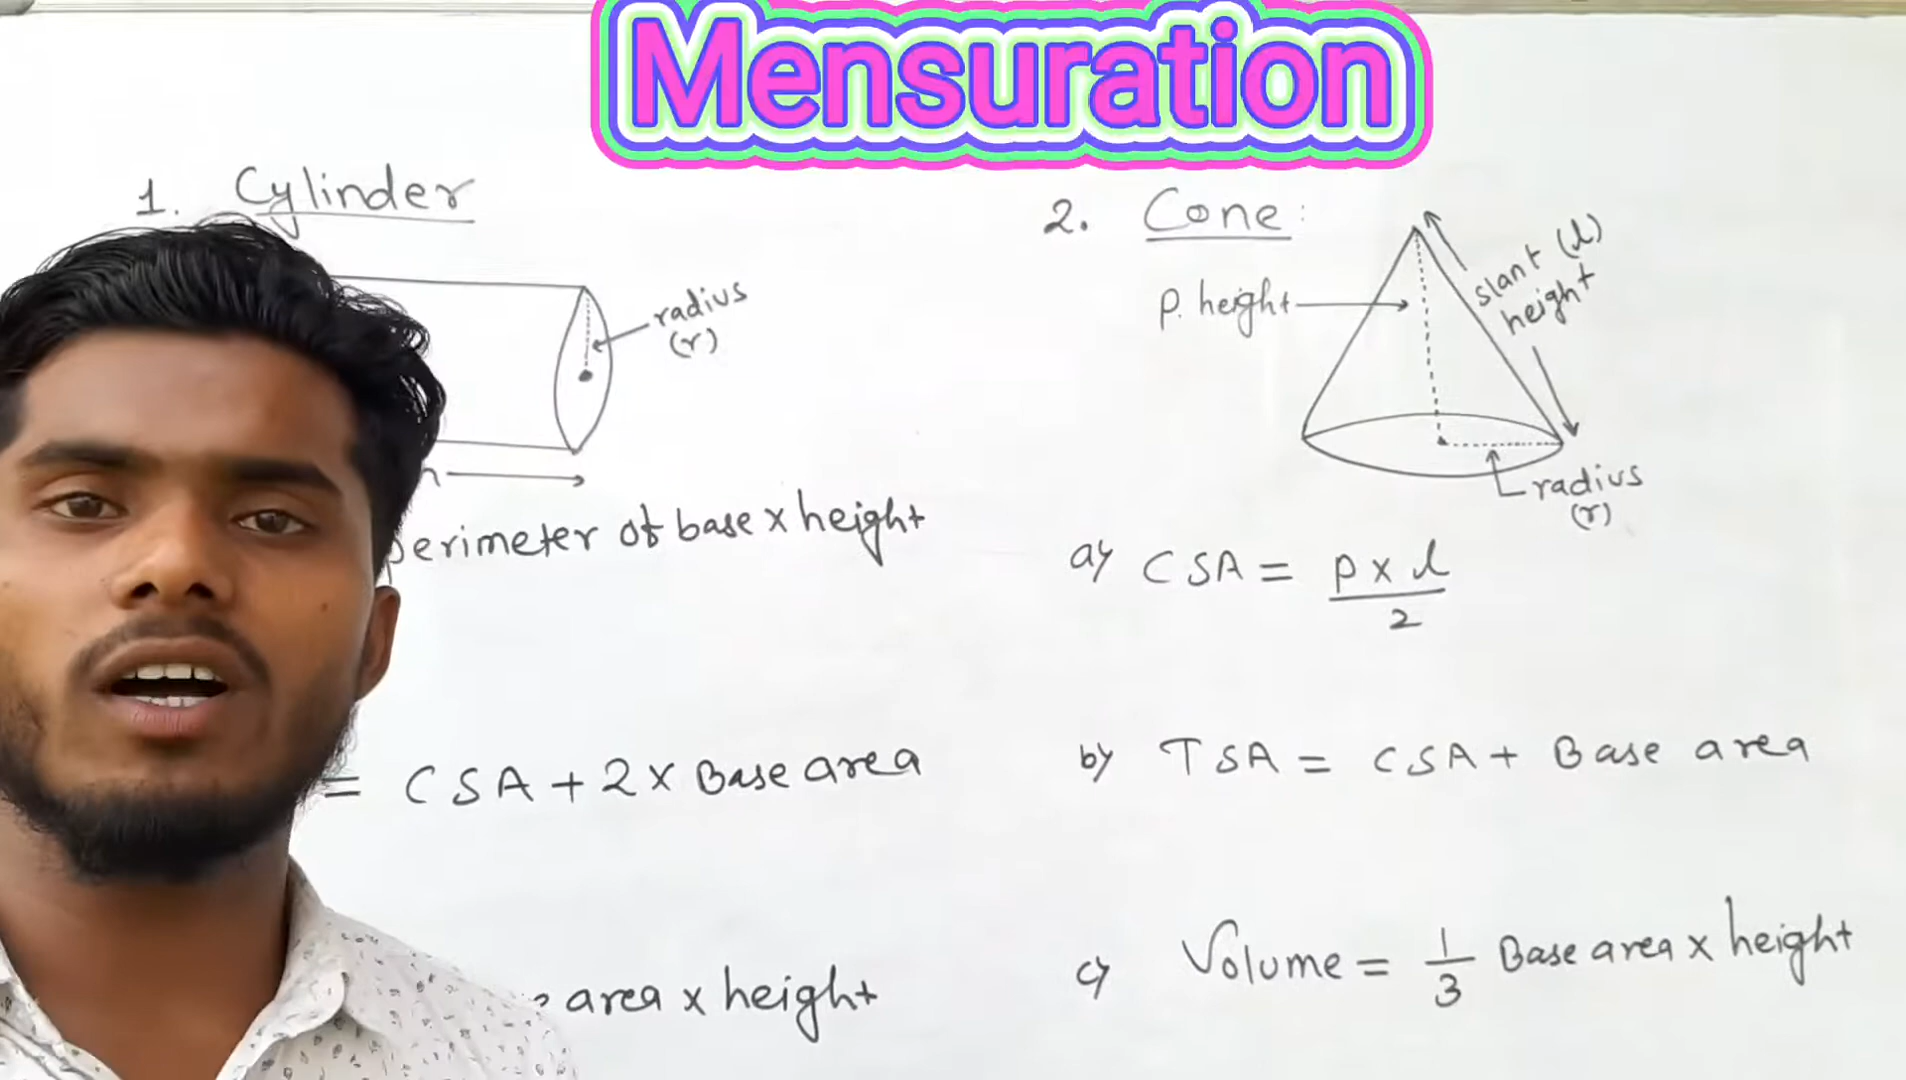 Mensuration
1. Cylinder
radius
(r)
h
perimeter of base x height
= CSA + 2 x Base area
area x height
2. Cone :
P. height
slant (l)
height
radius
(r)
a) CSA = P x l
2
b) TSA = CSA + Base area
c) Volume = 1
3
Base area x height